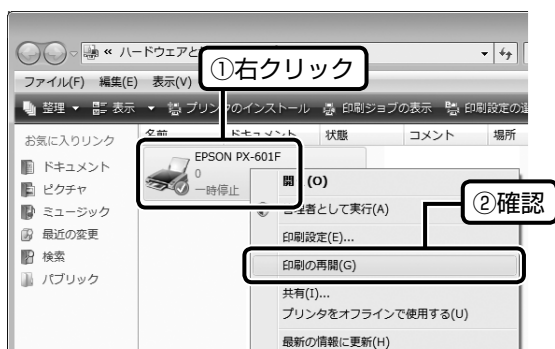 « ハードウェアと
ファイル(F) 編集(E) 表示(V)
①右クリック
整理 表示 プリンタのインストール 印刷ジョブの表示 印刷設定の選
お気に入りリンク
名前 ドキュメント 状態 コメント 場所
EPSON PX-601F
0
一時停止
ドキュメント
ピクチャ
ミュージック
最近の変更
検索
パブリック
開く(O)
管理者として実行(A)
②確認
印刷設定(E)...
印刷の再開(G)
共有(I)...
プリンタをオフラインで使用する(U)
最新の情報に更新(H)